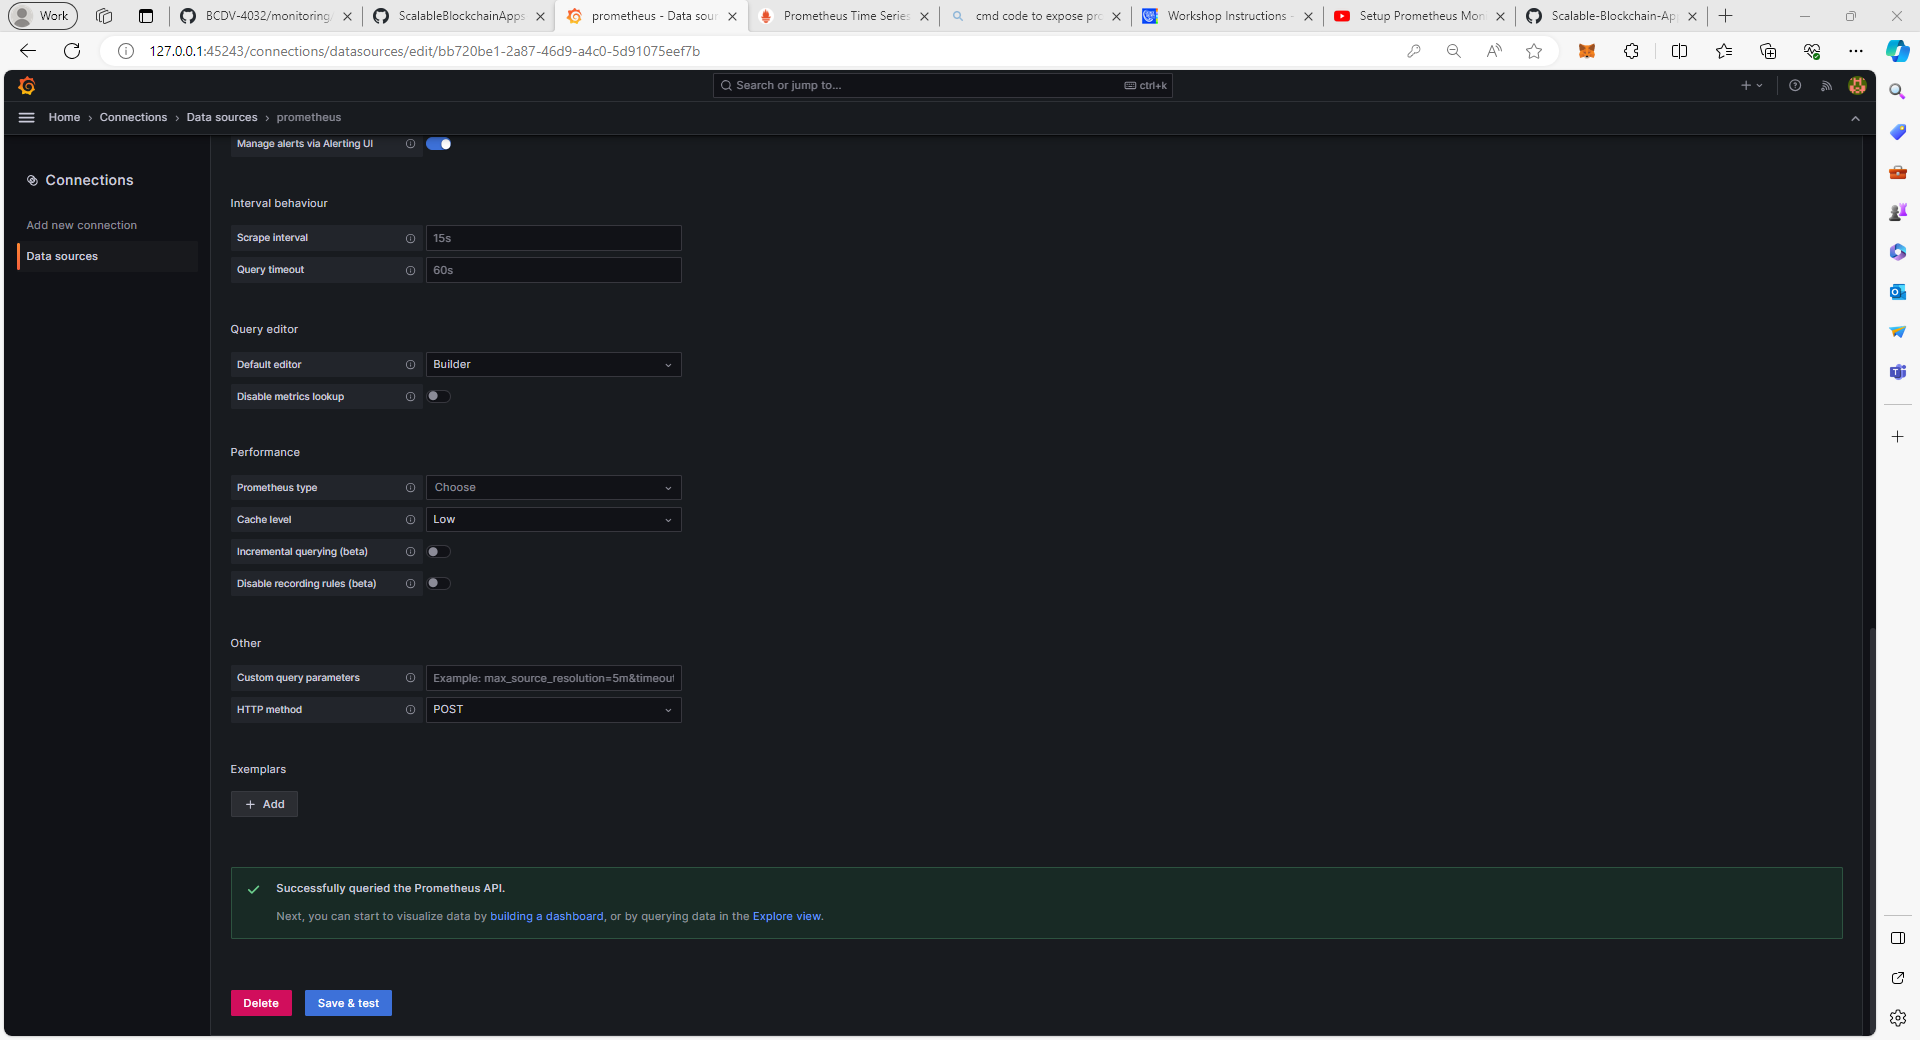 Work
BCDV-4032/monitoring/
ScalableBlockchainApps
prometheus - Data sour
Prometheus Time Series
cmd code to expose pro
Workshop Instructions -
Setup Prometheus Mon
Scalable-Blockchain-Ap
127.0.0.1:45243/connections/datasources/edit/bb720be1-2a87-46d9-a4c0-5d91075eef7b
Search or jump to...
ctrl+k
Home › Connections › Data sources › prometheus
Connections
Add new connection
Data sources
Manage alerts via Alerting UI
Interval behaviour
Scrape interval
15s
Query timeout
60s
Query editor
Default editor
Builder
Disable metrics lookup
Performance
Prometheus type
Choose
Cache level
Low
Incremental querying (beta)
Disable recording rules (beta)
Other
Custom query parameters
Example: max_source_resolution=5m&timeout
HTTP method
POST
Exemplars
+ Add
Successfully queried the Prometheus API.
Next, you can start to visualize data by building a dashboard, or by querying data in the Explore view.
Delete
Save & test